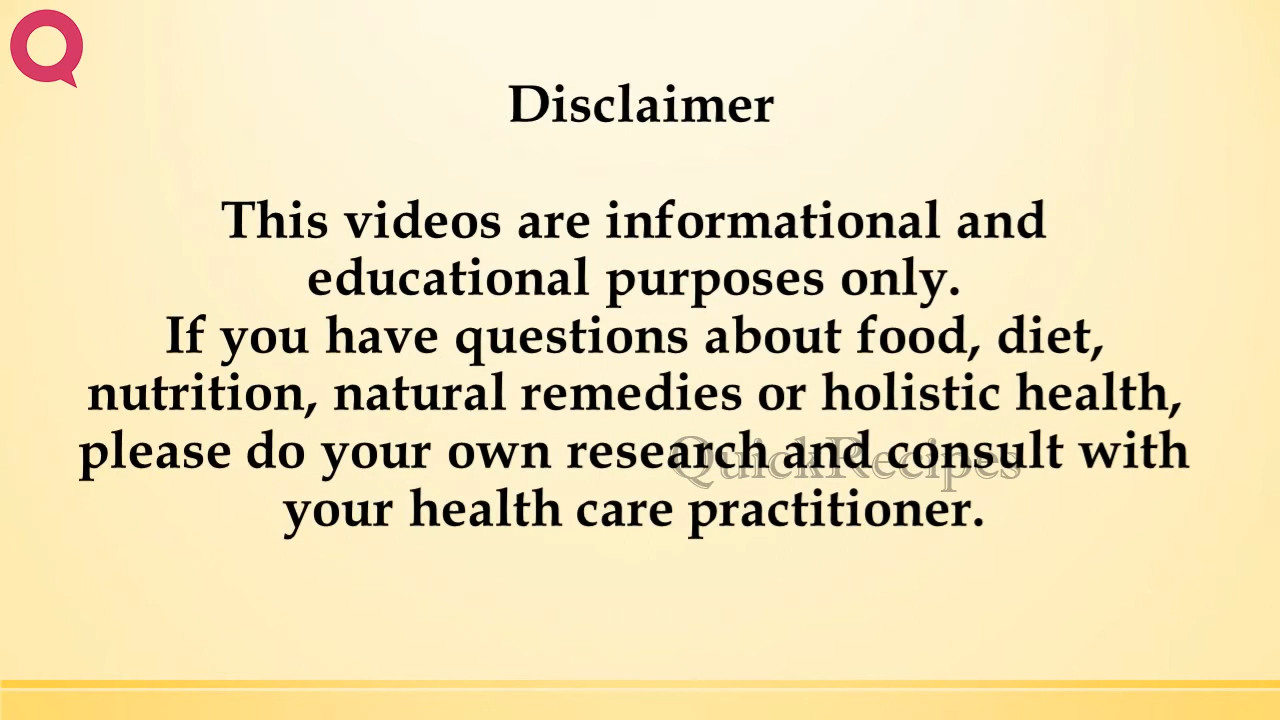 Disclaimer
This videos are informational and
educational purposes only.
If you have questions about food, diet,
nutrition, natural remedies or holistic health,
please do your own research and consult with
QuickRecipes
your health care practitioner.